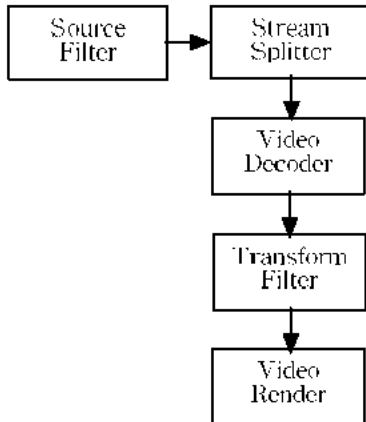 Source
Filter
Stream
Splitter
Video
Decoder
Transform
Filter
Video
Render